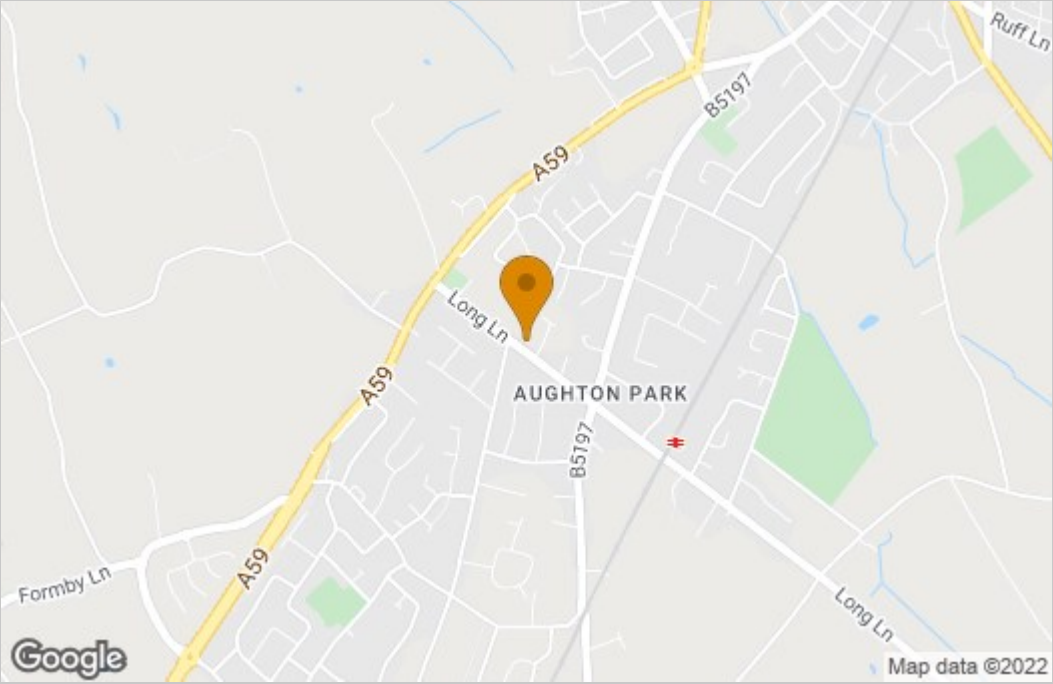 Ruff Ln
B5197
A59
Long Ln
A59
AUGHTON PARK
B5197
A59
Formby Ln
Long Ln
Google
Map data ©2022